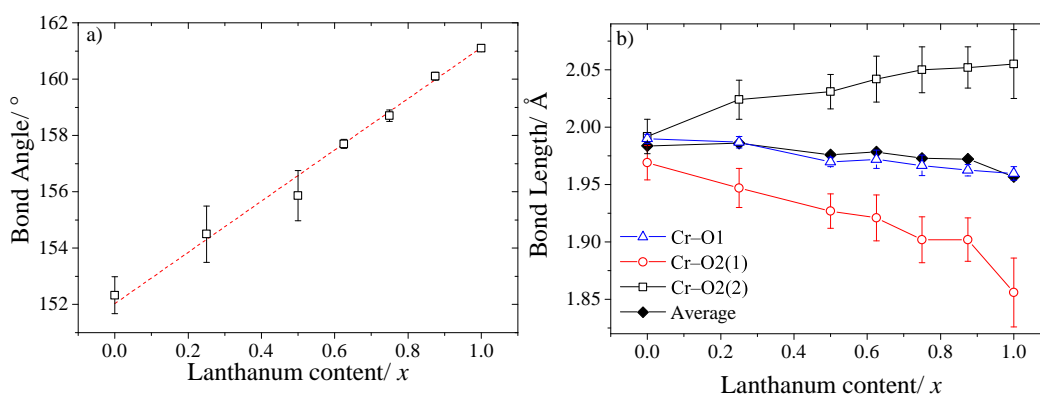 a)
162
160
158
156
154
152
Bond Angle/ °
0.0 0.2 0.4 0.6 0.8 1.0
Lanthanum content/ x
b)
2.05
2.00
1.95
1.90
1.85
Bond Length/ Å
Cr–O1
Cr–O2(1)
Cr–O2(2)
Average
0.0 0.2 0.4 0.6 0.8 1.0
Lanthanum content/ x